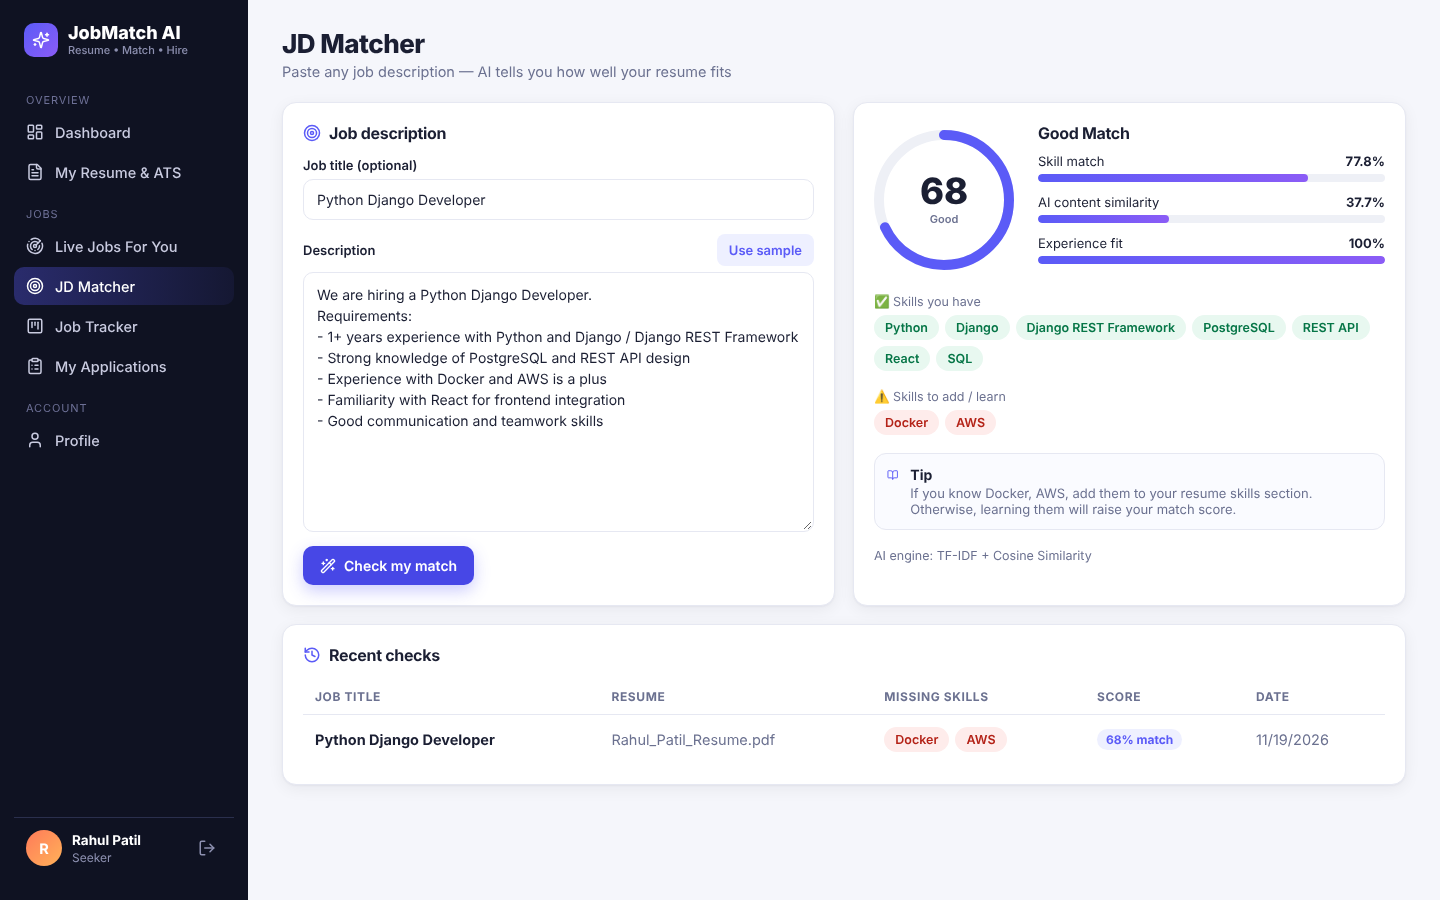 JobMatch AI
Resume • Match • Hire
OVERVIEW
Dashboard
My Resume & ATS
JOBS
Live Jobs For You
JD Matcher
Job Tracker
My Applications
ACCOUNT
Profile
R
Rahul Patil
Seeker
JD Matcher
Paste any job description — AI tells you how well your resume fits
Job description
Job title (optional)
Python Django Developer
Description
Use sample
We are hiring a Python Django Developer.
Requirements:
- 1+ years experience with Python and Django / Django REST Framework
- Strong knowledge of PostgreSQL and REST API design
- Experience with Docker and AWS is a plus
- Familiarity with React for frontend integration
- Good communication and teamwork skills
Check my match
68
Good
Good Match
Skill match 77.8%
AI content similarity 37.7%
Experience fit 100%
✅ Skills you have
Python Django Django REST Framework PostgreSQL REST API
React SQL
⚠️ Skills to add / learn
Docker AWS
Tip
If you know Docker, AWS, add them to your resume skills section.
Otherwise, learning them will raise your match score.
AI engine: TF-IDF + Cosine Similarity
Recent checks
JOB TITLE RESUME MISSING SKILLS SCORE DATE
Python Django Developer Rahul_Patil_Resume.pdf Docker AWS 68% match 11/19/2026